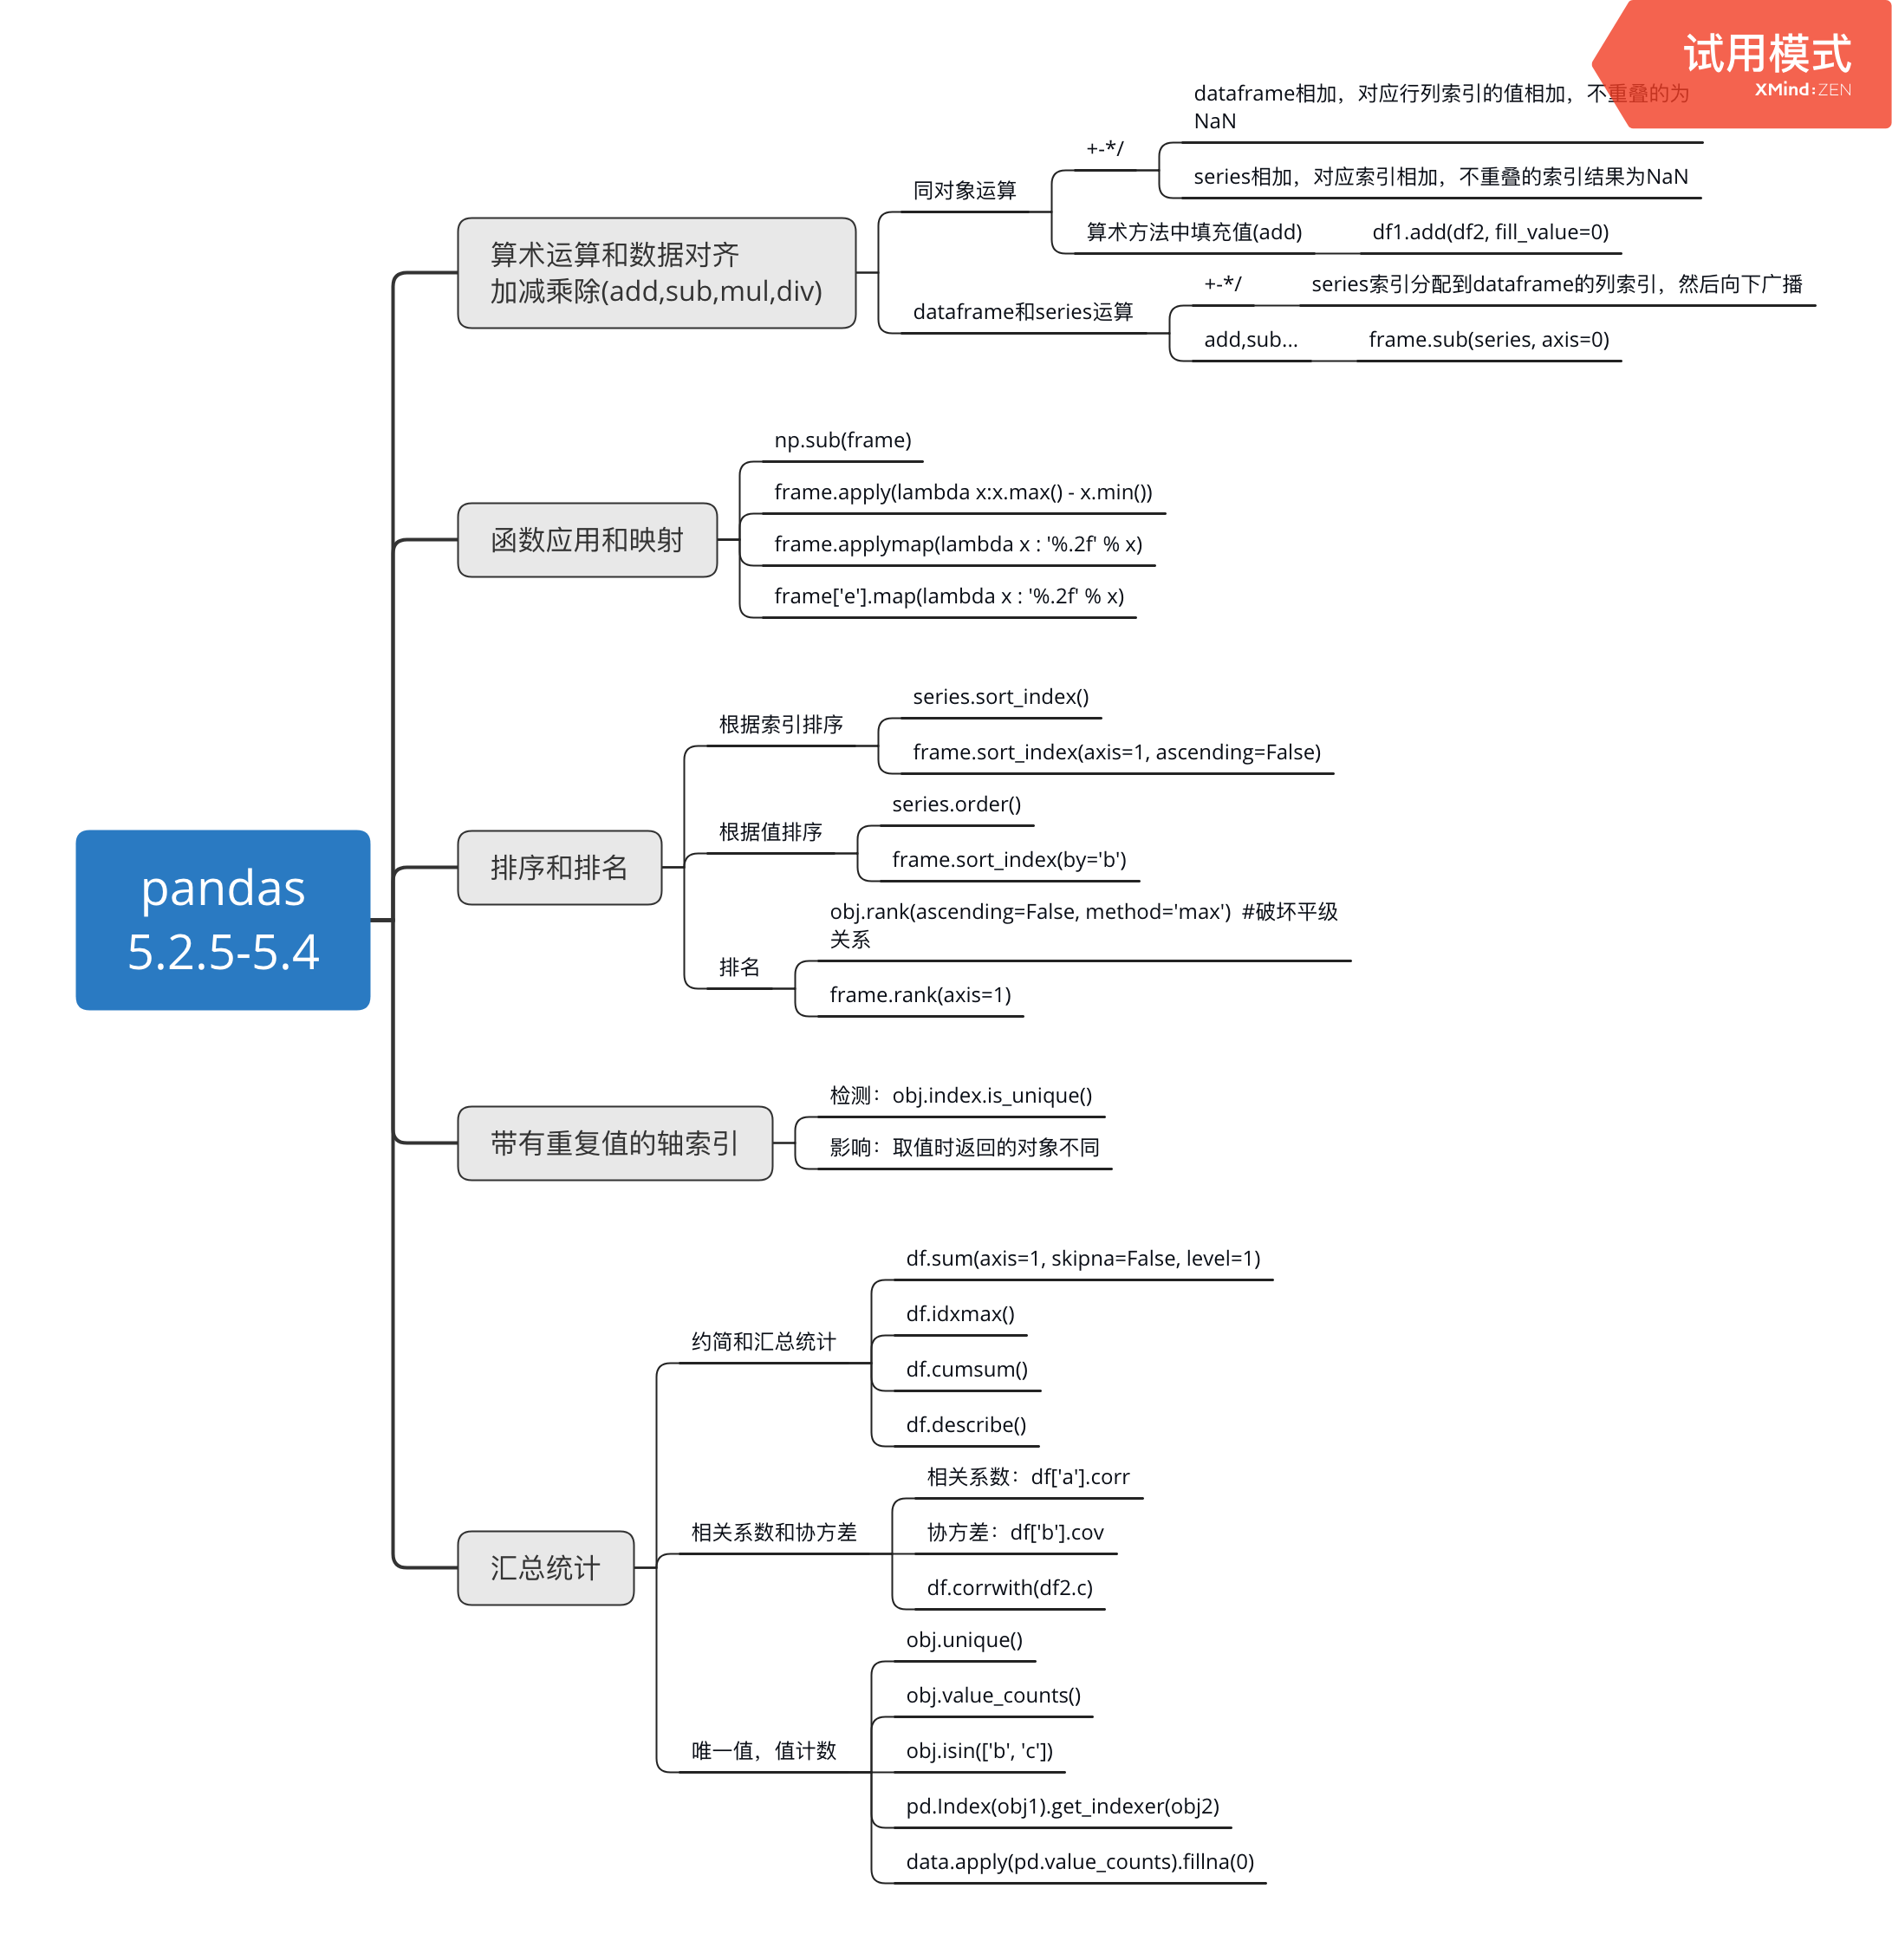 试用模式
XMind:ZEN
dataframe相加，对应行列索引的值相加，不重叠的为
NaN
+-*/
series相加，对应索引相加，不重叠的索引结果为NaN
同对象运算
算术方法中填充值(add)
df1.add(df2, fill_value=0)
算术运算和数据对齐
加减乘除(add,sub,mul,div)
+-*/
series索引分配到dataframe的列索引，然后向下广播
dataframe和series运算
add,sub...
frame.sub(series, axis=0)
np.sub(frame)
frame.apply(lambda x:x.max() - x.min())
函数应用和映射
frame.applymap(lambda x : '%.2f' % x)
frame['e'].map(lambda x : '%.2f' % x)
series.sort_index()
根据索引排序
frame.sort_index(axis=1, ascending=False)
series.order()
根据值排序
frame.sort_index(by='b')
排序和排名
obj.rank(ascending=False, method='max')  #破坏平级
关系
排名
frame.rank(axis=1)
pandas
5.2.5-5.4
检测：obj.index.is_unique()
带有重复值的轴索引
影响：取值时返回的对象不同
df.sum(axis=1, skipna=False, level=1)
df.idxmax()
约简和汇总统计
df.cumsum()
df.describe()
相关系数：df['a'].corr
相关系数和协方差
协方差：df['b'].cov
汇总统计
df.corrwith(df2.c)
obj.unique()
obj.value_counts()
唯一值，值计数
obj.isin(['b', 'c'])
pd.Index(obj1).get_indexer(obj2)
data.apply(pd.value_counts).fillna(0)